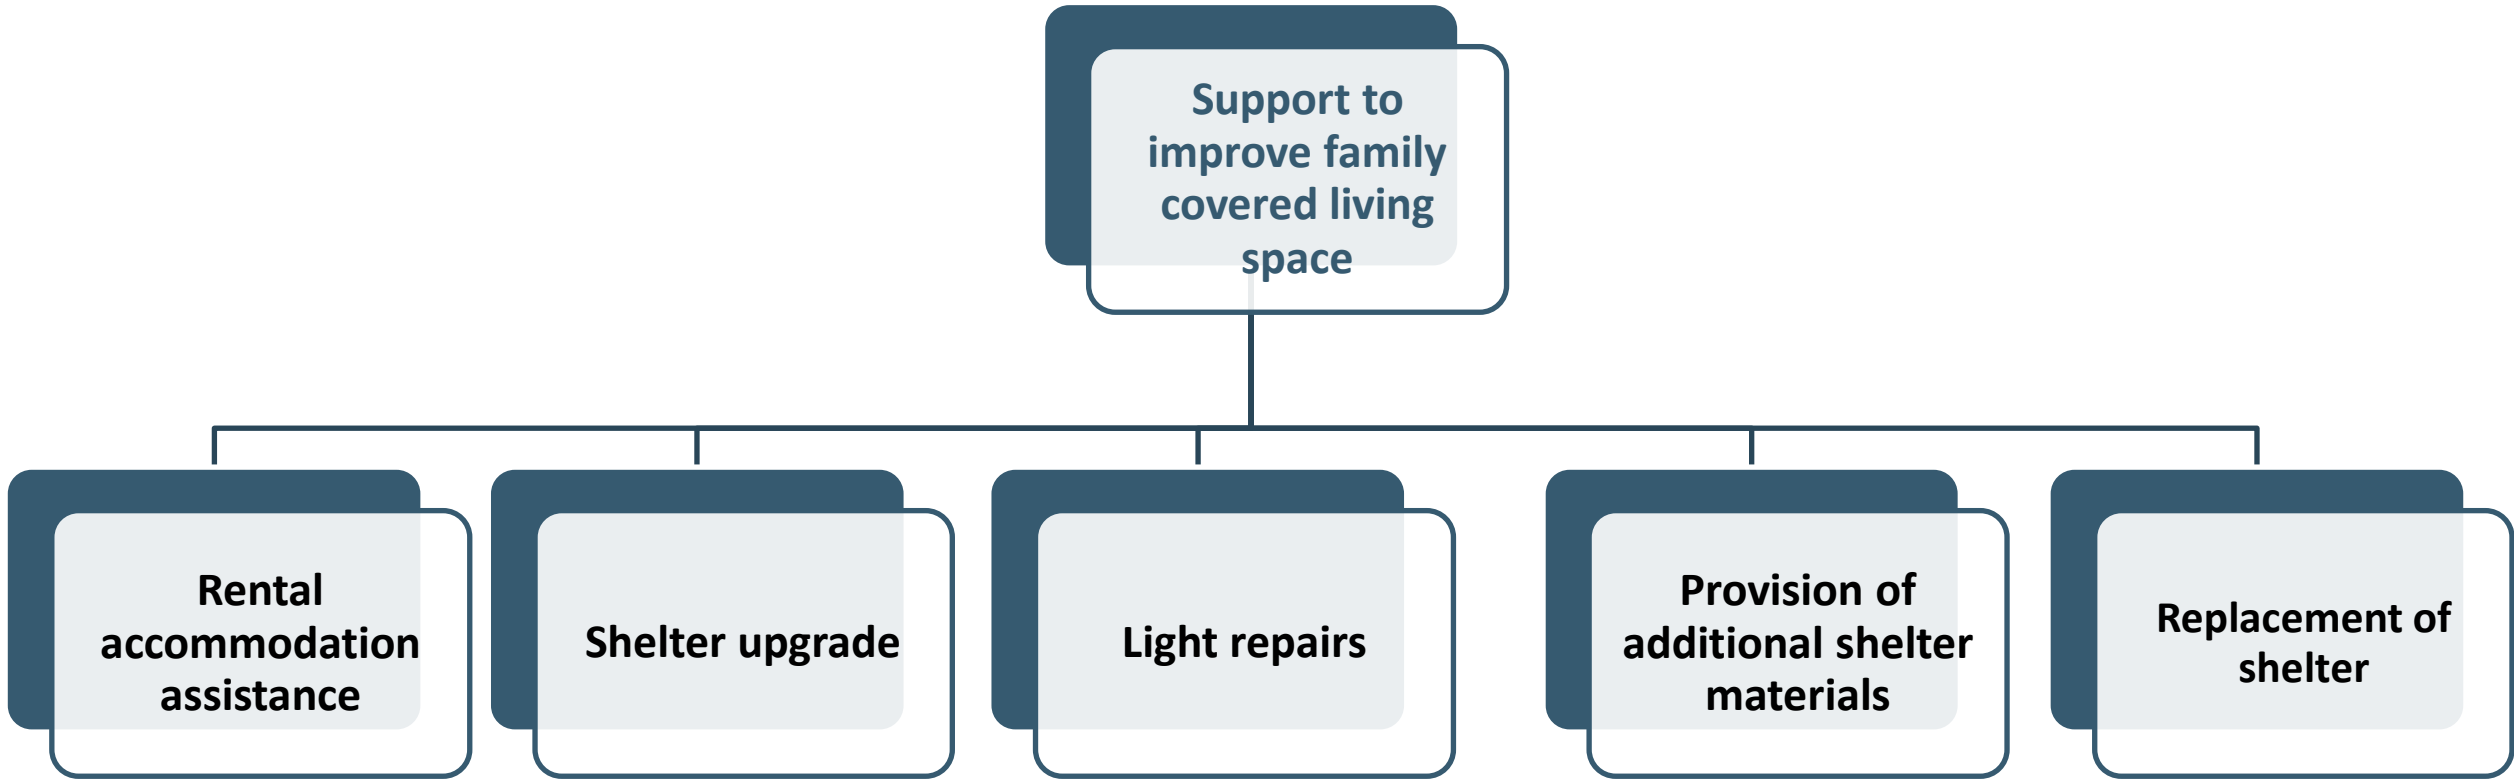 Support to
improve family
covered living
space
Rental
accommodation
assistance
Shelter upgrade
Light repairs
Provision of
additional shelter
materials
Replacement of
shelter